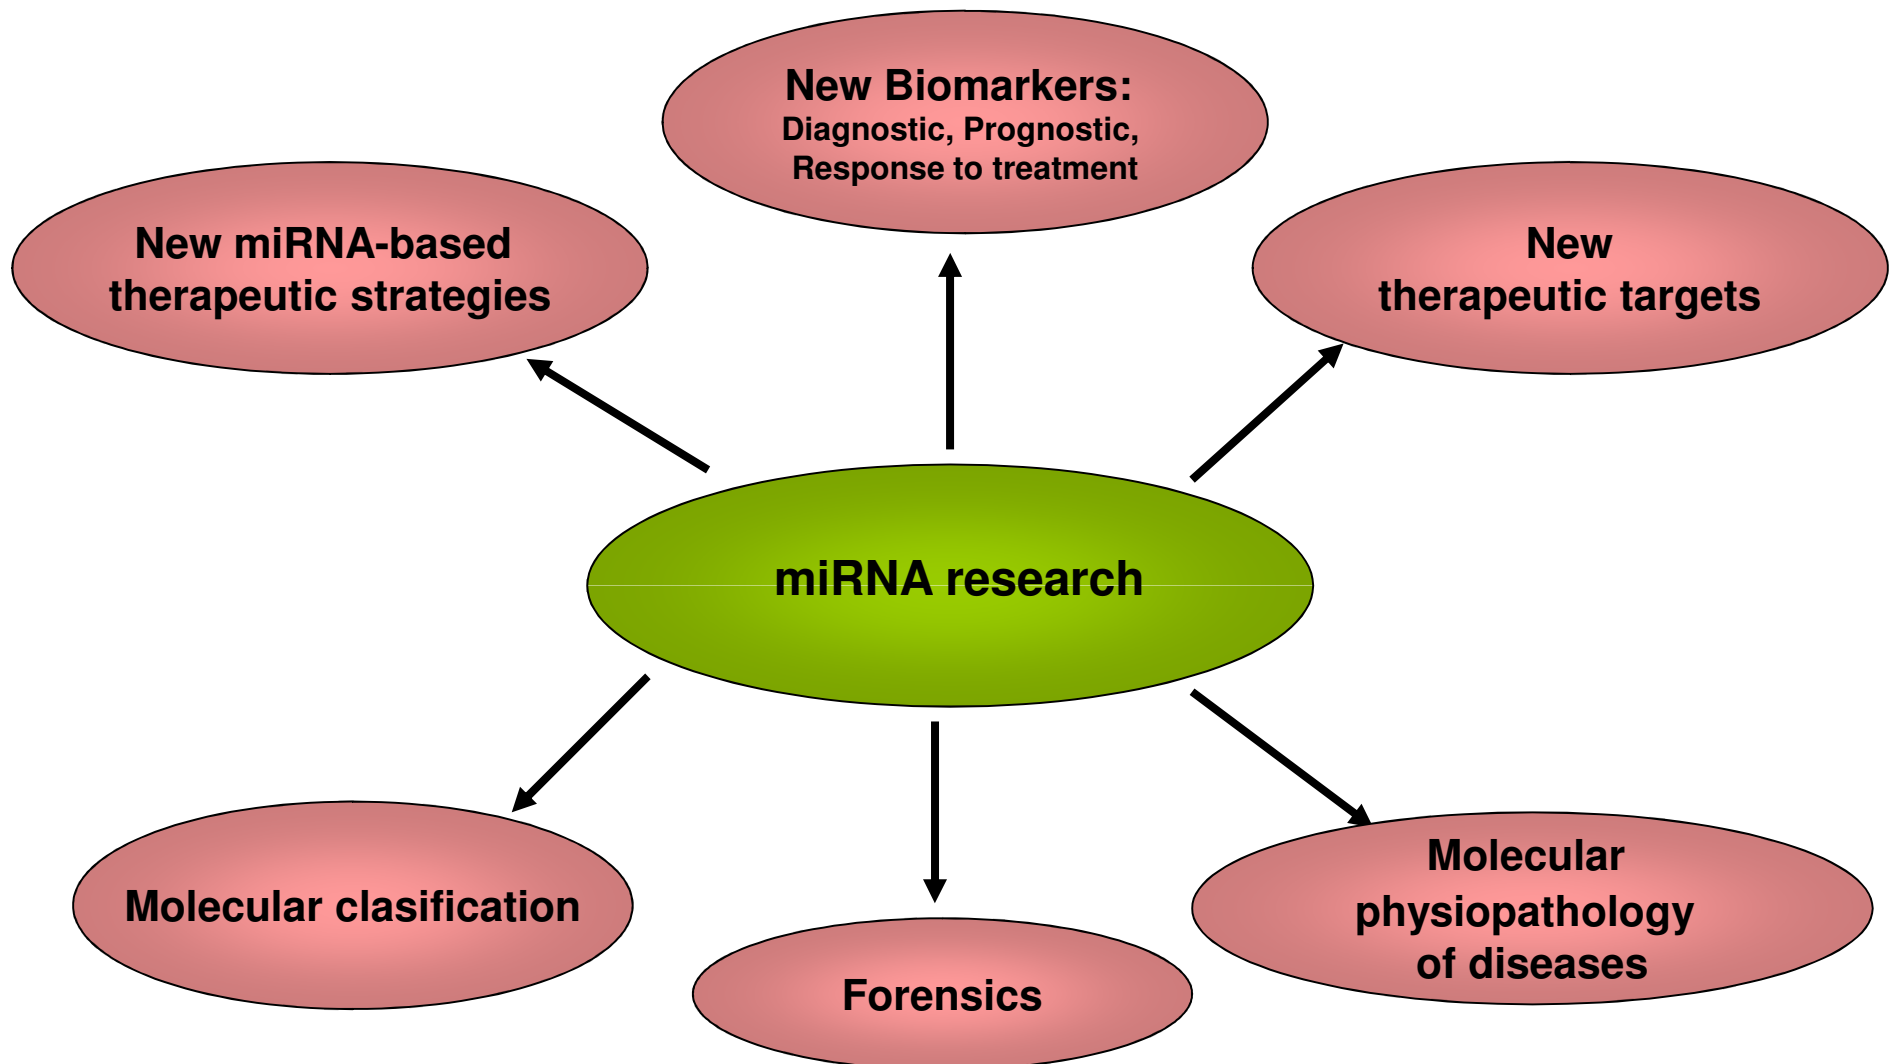 New Biomarkers:
Diagnostic, Prognostic,
Response to treatment
New miRNA-based
therapeutic strategies
New
therapeutic targets
miRNA research
Molecular clasification
Forensics
Molecular
physiopathology
of diseases